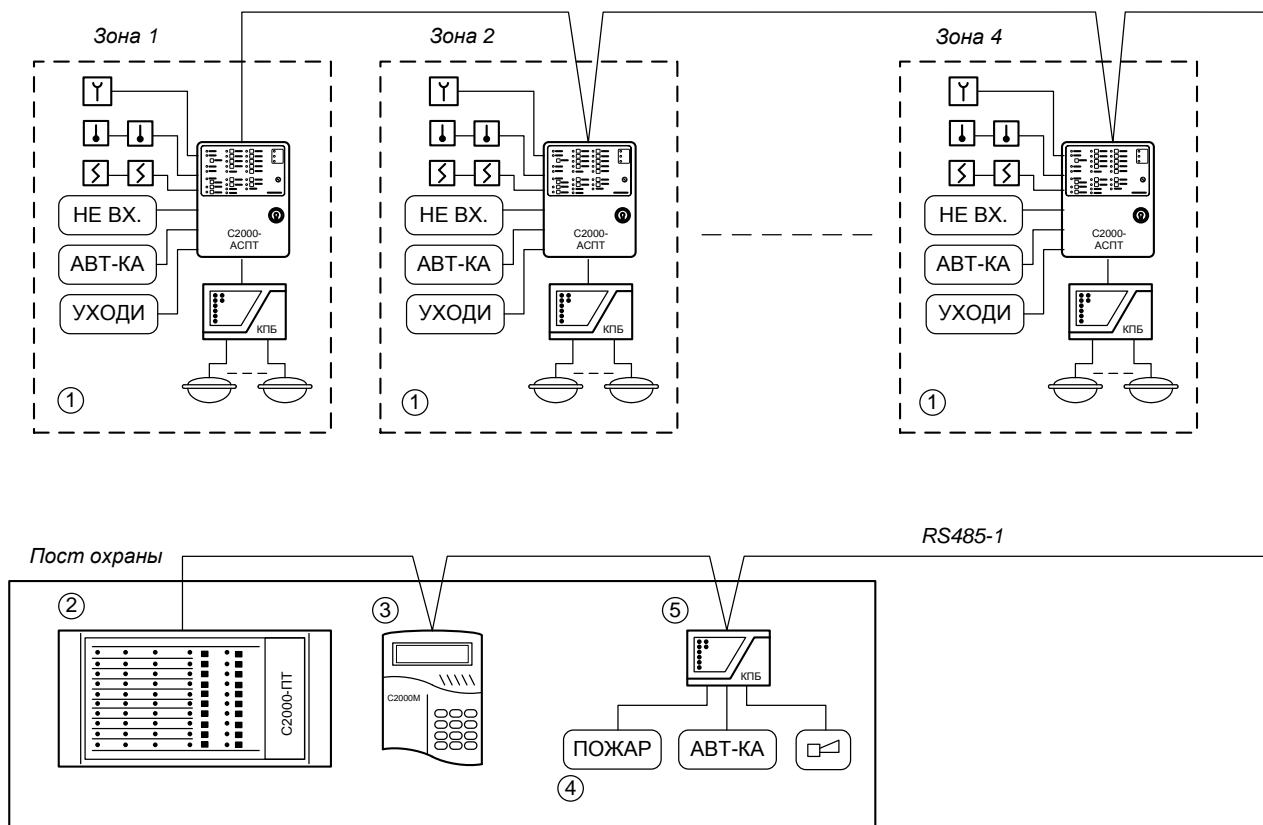 Зона 1
Зона 2
Зона 4
НЕ ВХ.
АВТ-КА
УХОДИ
С2000-
АСПТ
КПБ
1
НЕ ВХ.
АВТ-КА
УХОДИ
С2000-
АСПТ
КПБ
1
НЕ ВХ.
АВТ-КА
УХОДИ
С2000-
АСПТ
КПБ
1
RS485-1
Пост охраны
2
С2000-ПТ
3
С2000М
5
КПБ
ПОЖАР
АВТ-КА
4